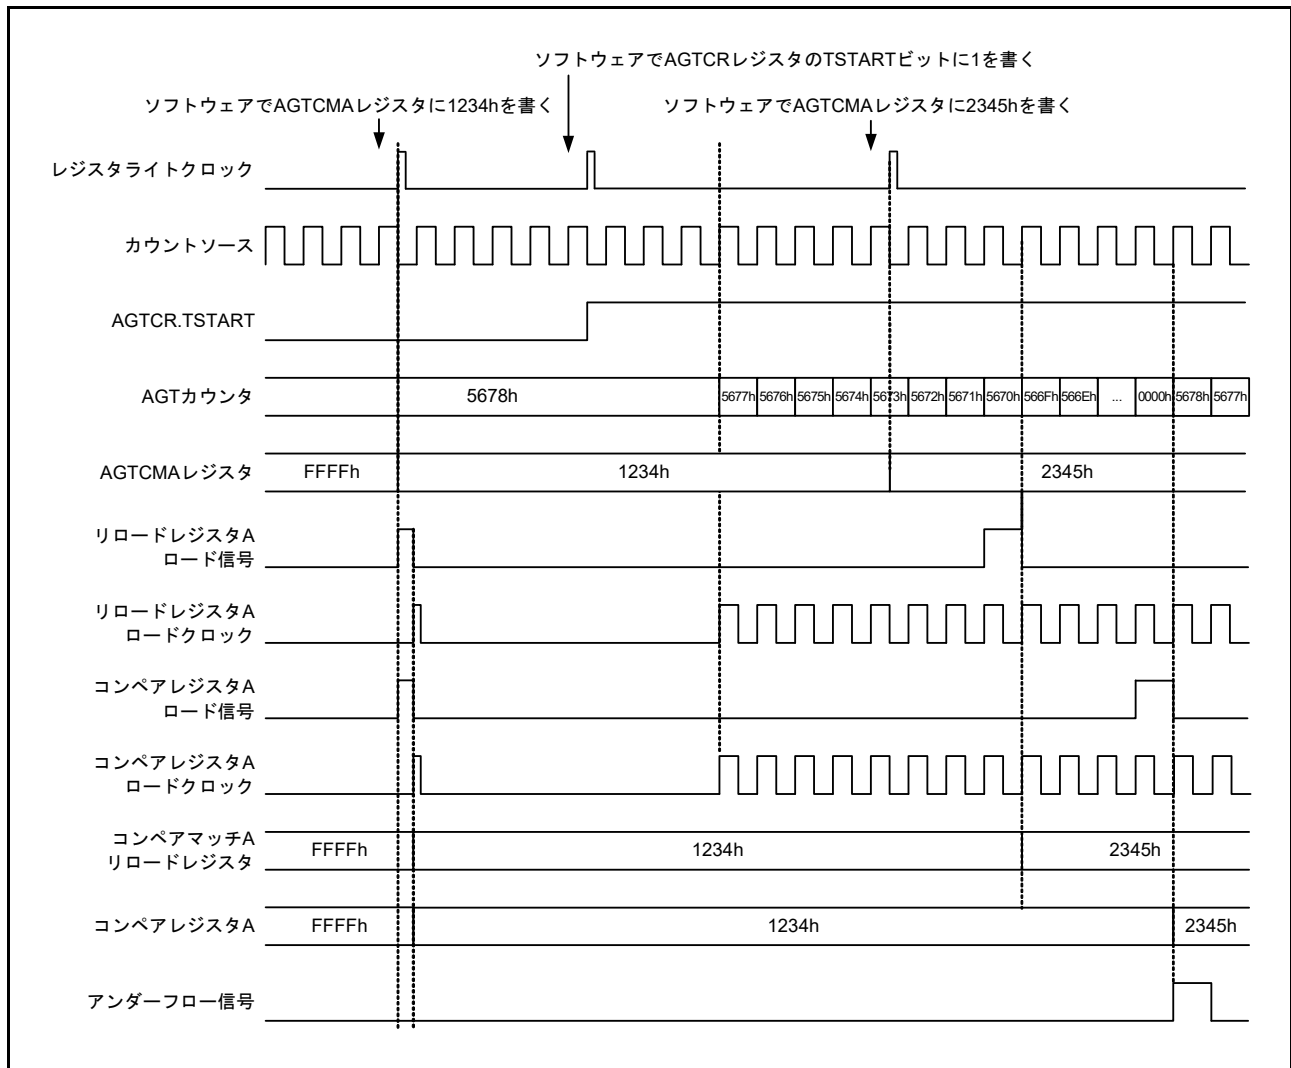 ソフトウェアでAGTCRレジスタのTSTARTビットに1を書く
ソフトウェアでAGTCMAレジスタに1234hを書く
ソフトウェアでAGTCMAレジスタに2345hを書く
レジスタライトクロック
カウントソース
AGTCR.TSTART
AGTカウンタ
5678h
5677h 5676h 5675h 5674h 5673h 5672h 5671h 5670h 566Fh 566Eh ... 0000h 5678h 5677h
AGTCMAレジスタ
FFFFh
1234h
2345h
リロードレジスタA
ロード信号
リロードレジスタA
ロードクロック
コンペアレジスタA
ロード信号
コンペアレジスタA
ロードクロック
コンペアマッチA
リロードレジスタ
FFFFh
1234h
2345h
コンペアレジスタA
FFFFh
1234h
2345h
アンダーフロー信号